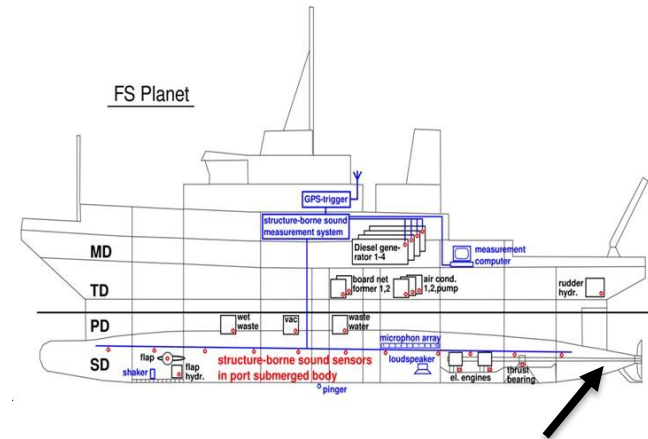 FS Planet
GPS-trigger
structure-borne sound
measurement system
MD
Diesel gene-
rator 1-4
measurement
computer
TD
board net
former 1,2
air cond.
1,2,pump
rudder
hydr.
PD
wet
waste
vac
waste
water
microphon array
SD
flap
shaker
flap
hydr.
structure-borne sound sensors
in port submerged body
loudspeaker
el. engines
thrust
bearing
pinger